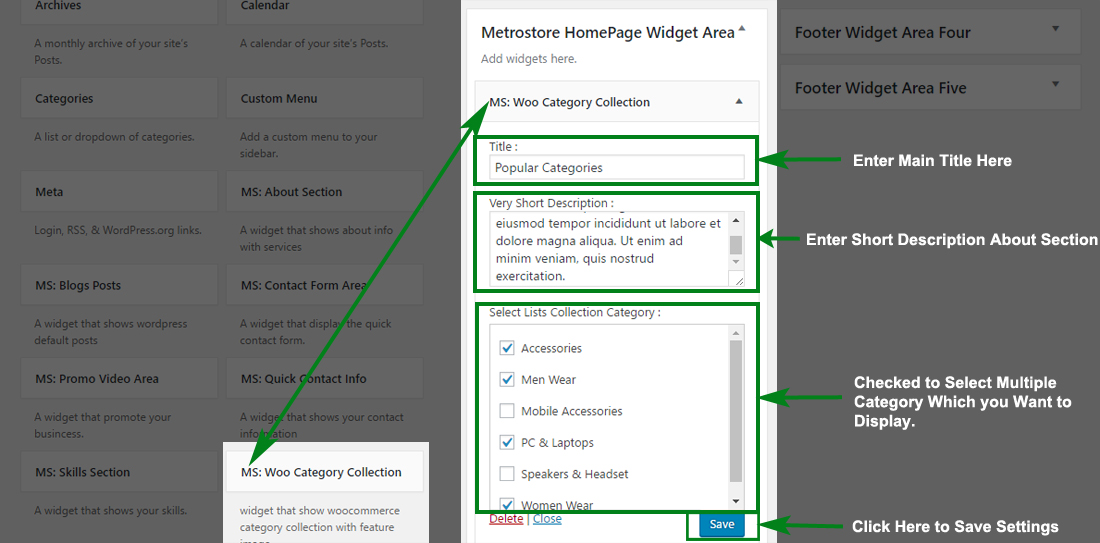 Archives
A monthly archive of your site's
Posts.
Calendar
A calendar of your site's Posts.
Categories
A list or dropdown of categories.
Custom Menu
Add a custom menu to your
sidebar.
Meta
Login, RSS, & WordPress.org links.
MS: About Section
A widget that shows about info
with services
MS: Blogs Posts
A widget that shows wordpress
default posts
MS: Contact Form Area
A widget that display the quick
contact form.
MS: Promo Video Area
A widget that promote your
business.
MS: Quick Contact Info
A widget that shows your contact
information
MS: Skills Section
A widget that shows your skills.
MS: Woo Category Collection
widget that show woocommerce
category collection with feature
image
Metrostore HomePage Widget Area
Add widgets here.
MS: Woo Category Collection
Title :
Popular Categories
Very Short Description :
eiusmod tempor incididunt ut labore et
dolore magna aliqua. Ut enim ad
minim veniam, quis nostrud
exercitation.
Select Lists Collection Category :
Accessories
Men Wear
Mobile Accessories
PC & Laptops
Speakers & Headset
Women Wear
Delete | Close
Save
Footer Widget Area Four
Footer Widget Area Five
Enter Main Title Here
Enter Short Description About Section
Checked to Select Multiple
Category Which you Want to
Display.
Click Here to Save Settings